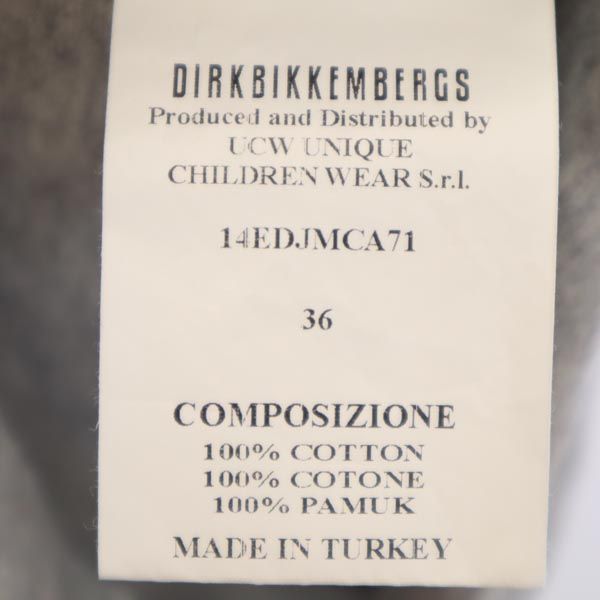 DIRKBIKKEMBERGS
Produced and Distributed by
UCW UNIQUE
CHILDREN WEAR S.r.l.
14EDJMCA71
36
COMPOSIZIONE
100% COTTON
100% COTONE
100% PAMUK
MADE IN TURKEY